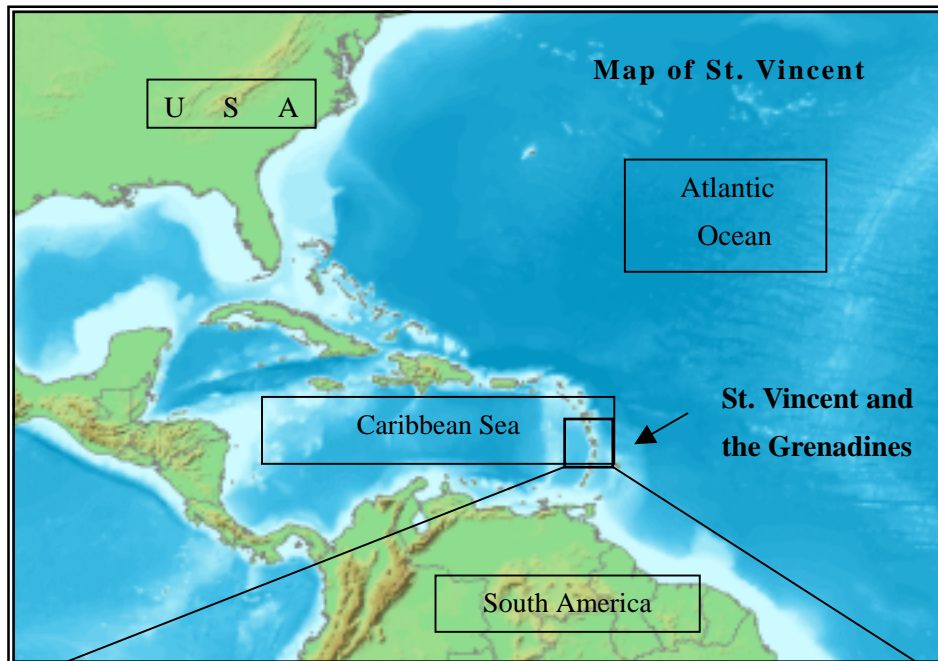 Map of St. Vincent
U S A
Atlantic
Ocean
St. Vincent and
the Grenadines
Caribbean Sea
South America